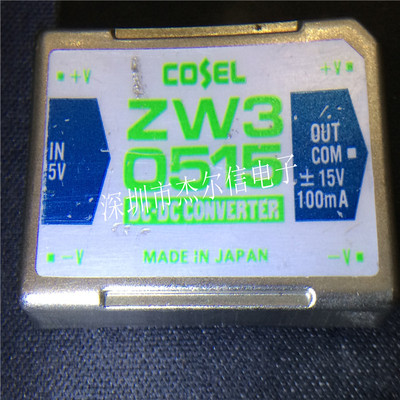 +V COSEL +V
ZW3
0515
IN
5V
OUT
COM
±15V
100mA
深圳市杰尔信电子
DC-DC CONVERTER
-V MADE IN JAPAN -V